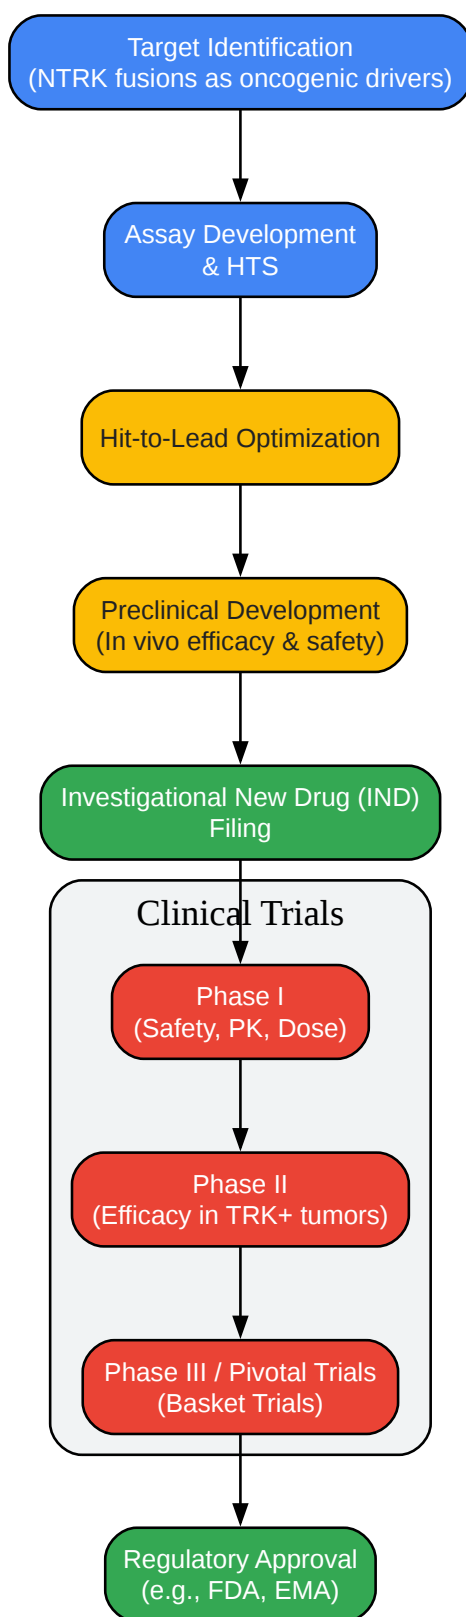 Target Identification
(NTRK fusions as oncogenic drivers)
Assay Development
& HTS
Hit-to-Lead Optimization
Preclinical Development
(In vivo efficacy & safety)
Investigational New Drug (IND)
Filing
Clinical Trials
Phase I
(Safety, PK, Dose)
Phase II
(Efficacy in TRK+ tumors)
Phase III / Pivotal Trials
(Basket Trials)
Regulatory Approval
(e.g., FDA, EMA)